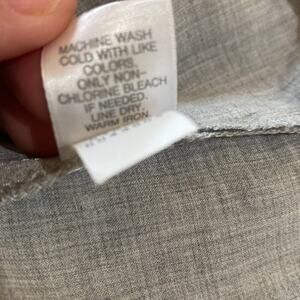 MACHINE WASH
COLD WITH LIKE
COLORS,
ONLY NON-
CHLORINE BLEACH
IF NEEDED.
LINE DRY.
WARM IRON.